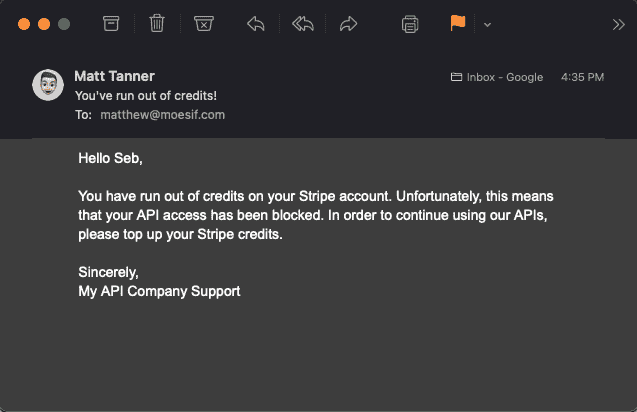 Matt Tanner
Inbox - Google 4:35 PM
You've run out of credits!
To: matthew@moesif.com
Hello Seb,
You have run out of credits on your Stripe account. Unfortunately, this means
that your API access has been blocked. In order to continue using our APIs,
please top up your Stripe credits.
Sincerely,
My API Company Support